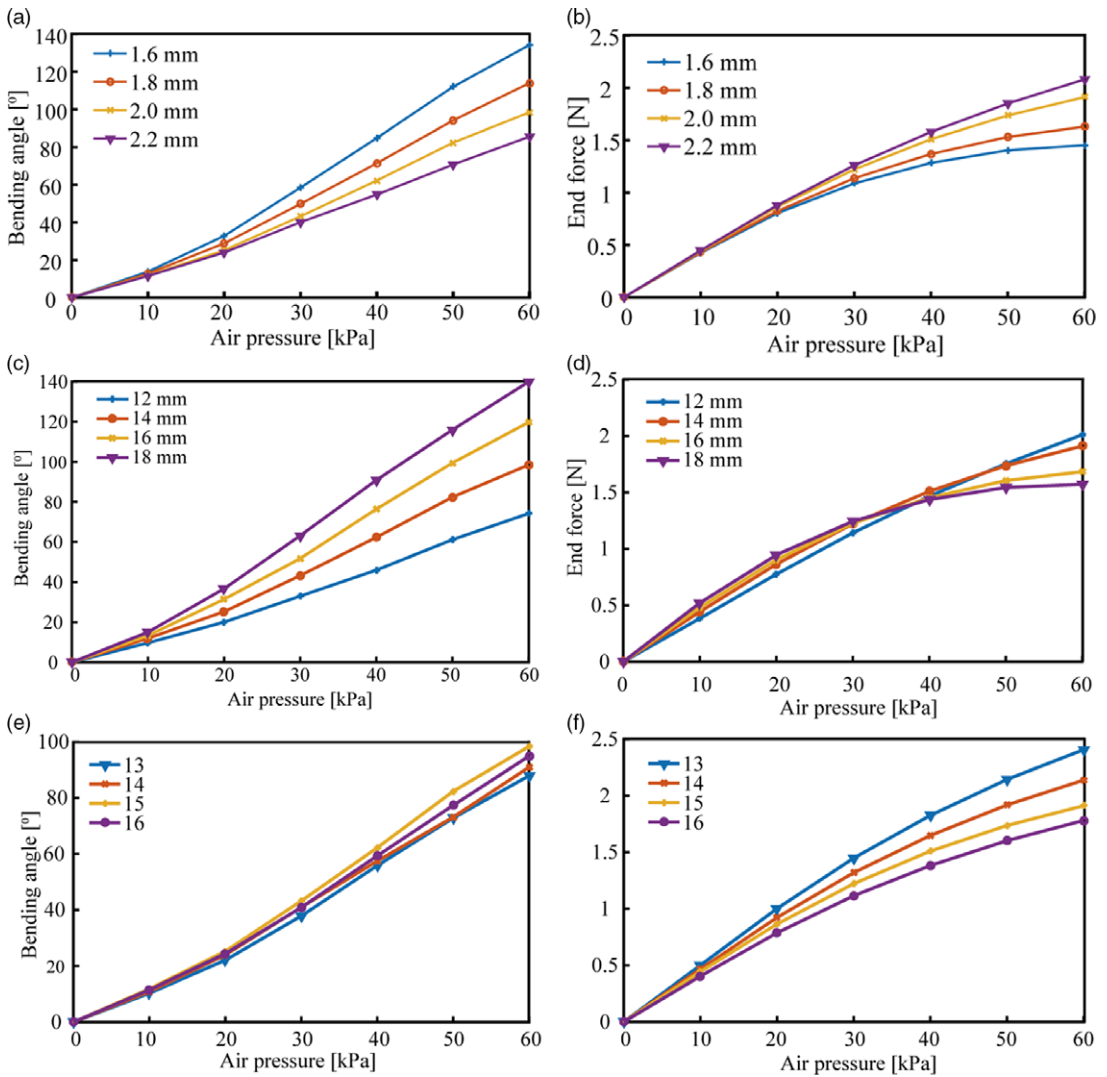 (a)
140
120
100
80
60
40
20
0
Bending angle [º]
1.6 mm
1.8 mm
2.0 mm
2.2 mm
0 10 20 30 40 50 60
Air pressure [kPa]
(b)
2.5
2
1.5
1
0.5
0
End force [N]
1.6 mm
1.8 mm
2.0 mm
2.2 mm
0 10 20 30 40 50 60
Air pressure [kPa]
(c)
140
120
100
80
60
40
20
0
Bending angle [º]
12 mm
14 mm
16 mm
18 mm
0 10 20 30 40 50 60
Air pressure [kPa]
(d)
2.5
2
1.5
1
0.5
0
End force [N]
12 mm
14 mm
16 mm
18 mm
0 10 20 30 40 50 60
Air pressure [kPa]
(e)
100
80
60
40
20
0
Bending angle [º]
13
14
15
16
0 10 20 30 40 50 60
Air pressure [kPa]
(f)
2.5
2
1.5
1
0.5
0
End force [N]
13
14
15
16
0 10 20 30 40 50 60
Air pressure [kPa]